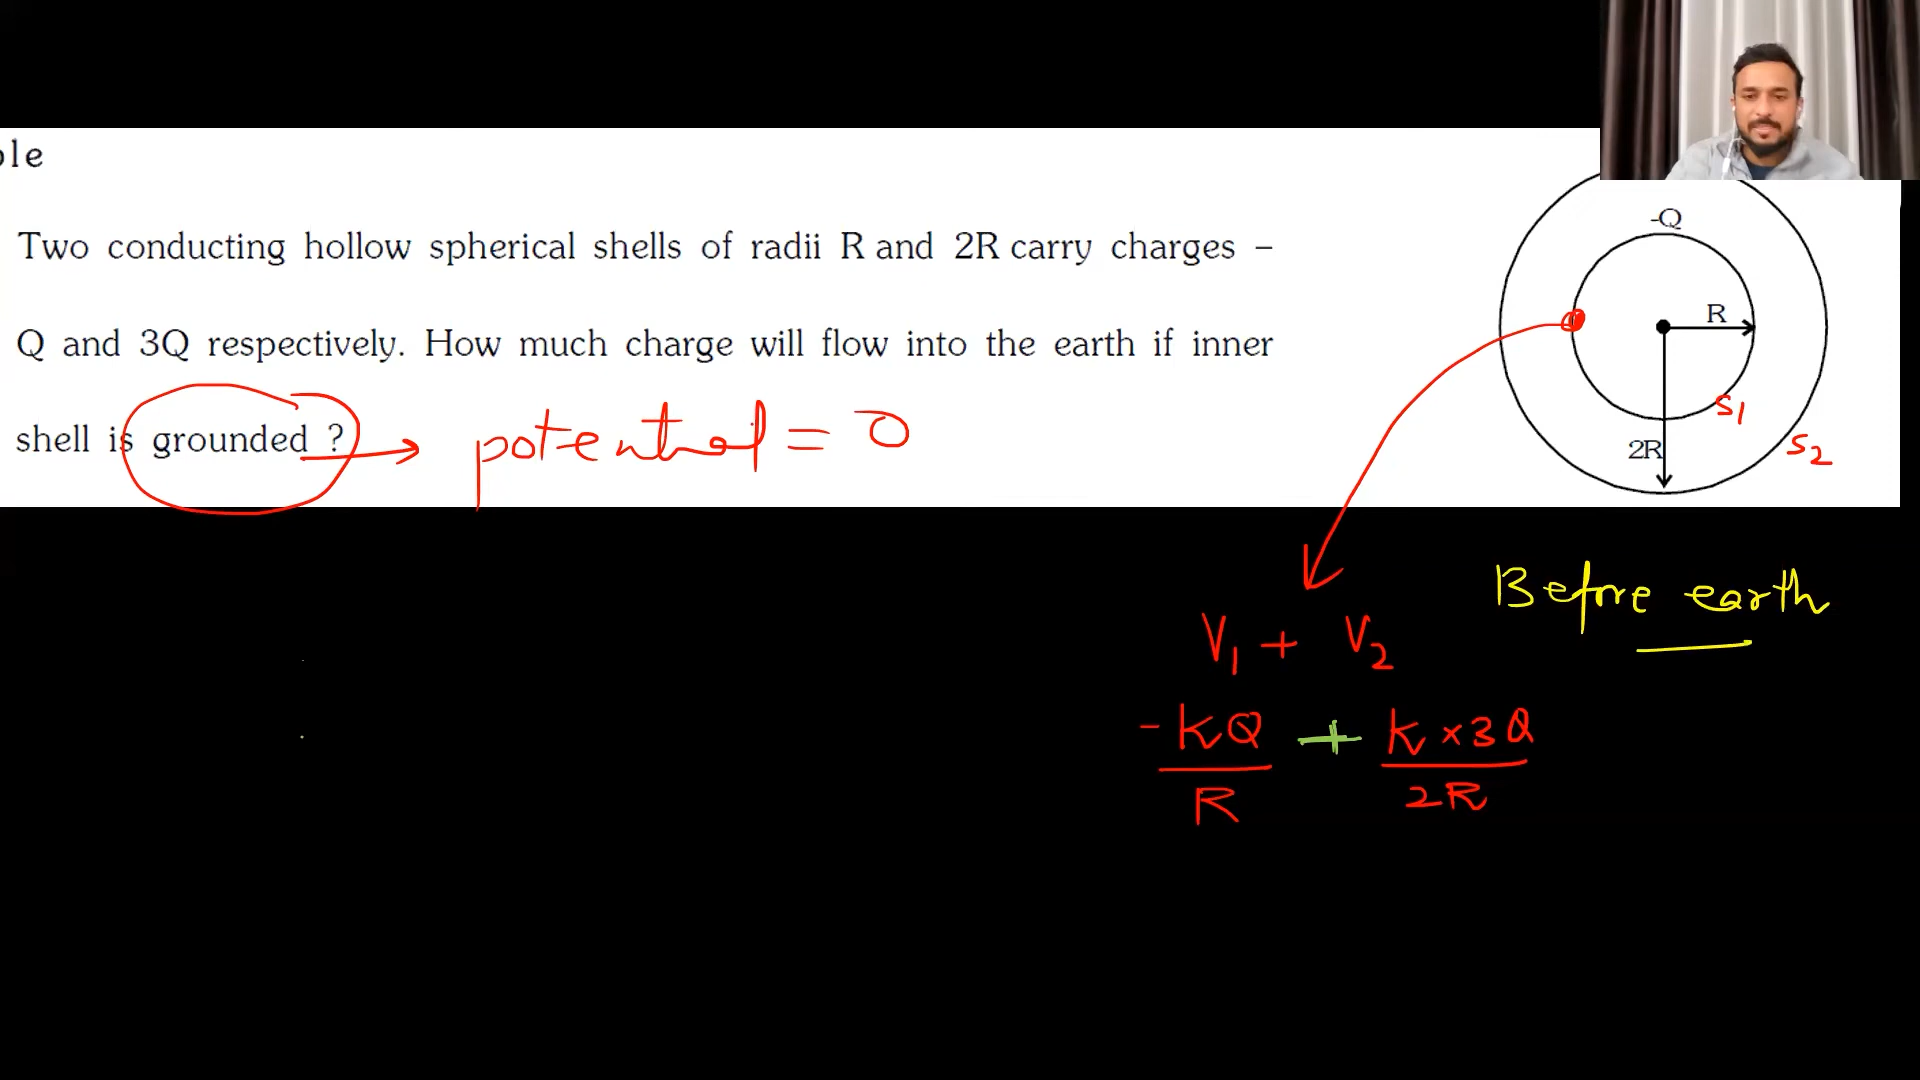 ole
Two conducting hollow spherical shells of radii R and 2R carry charges –
Q and 3Q respectively. How much charge will flow into the earth if inner
shell is grounded ?
potential = 0
-Q
R
2R
S1
S2
Before earth
V1 + V2
-KQ/R + K×3Q/2R